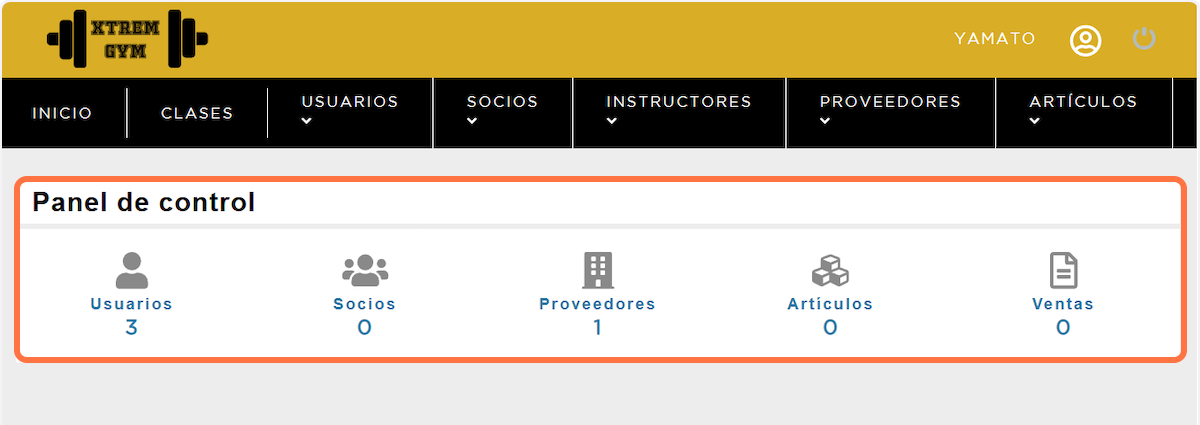 XTREM
GYM
YAMATO
INICIO
CLASES
USUARIOS
SOCIOS
INSTRUCTORES
PROVEEDORES
ARTÍCULOS
Panel de control
Usuarios
3
Socios
0
Proveedores
1
Artículos
0
Ventas
0